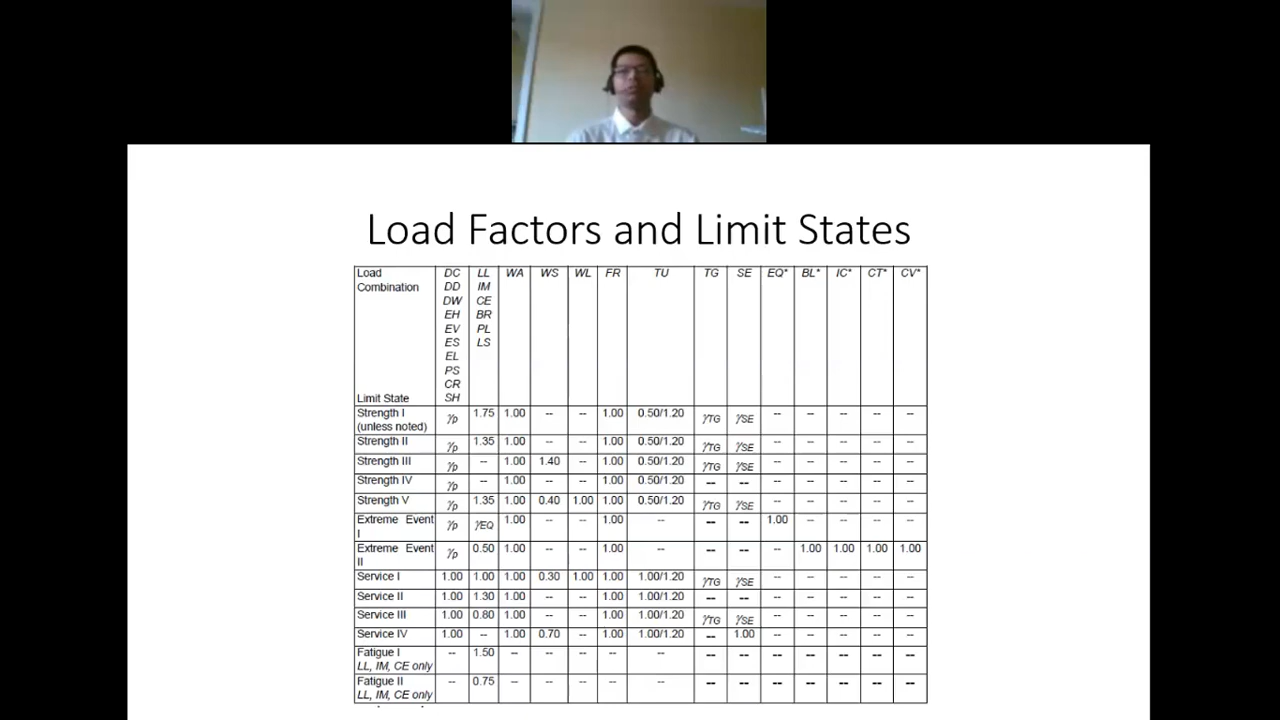 Load Factors and Limit States
Load Combination DC LL WA WS WL FR TU TG SE EQ* BL* IC* CT* CV*
DD IM
DW CE
EH BR
EV PL
ES LS
EL
PS
CR
Limit State SH
Strength I (unless noted) γp 1.75 1.00 -- -- 1.00 0.50/1.20 γTG γSE -- -- -- -- --
Strength II γp 1.35 1.00 -- -- 1.00 0.50/1.20 γTG γSE -- -- -- -- --
Strength III γp -- 1.00 1.40 -- 1.00 0.50/1.20 γTG γSE -- -- -- -- --
Strength IV γp -- 1.00 -- -- 1.00 0.50/1.20 -- -- -- -- -- -- --
Strength V γp 1.35 1.00 0.40 1.00 1.00 0.50/1.20 γTG γSE -- -- -- -- --
Extreme Event I γp γEQ 1.00 -- -- 1.00 -- -- -- 1.00 -- -- -- --
Extreme Event II γp 0.50 1.00 -- -- 1.00 -- -- -- -- 1.00 1.00 1.00 1.00
Service I 1.00 1.00 1.00 0.30 1.00 1.00 1.00/1.20 γTG γSE -- -- -- -- --
Service II 1.00 1.30 1.00 -- -- 1.00 1.00/1.20 -- -- -- -- -- -- --
Service III 1.00 0.80 1.00 -- -- 1.00 1.00/1.20 γTG γSE -- -- -- -- --
Service IV 1.00 -- 1.00 0.70 -- 1.00 1.00/1.20 -- 1.00 -- -- -- -- --
Fatigue I LL, IM, CE only -- 1.50 -- -- -- -- -- -- -- -- -- -- -- --
Fatigue II LL, IM, CE only -- 0.75 -- -- -- -- -- -- -- -- -- -- -- --